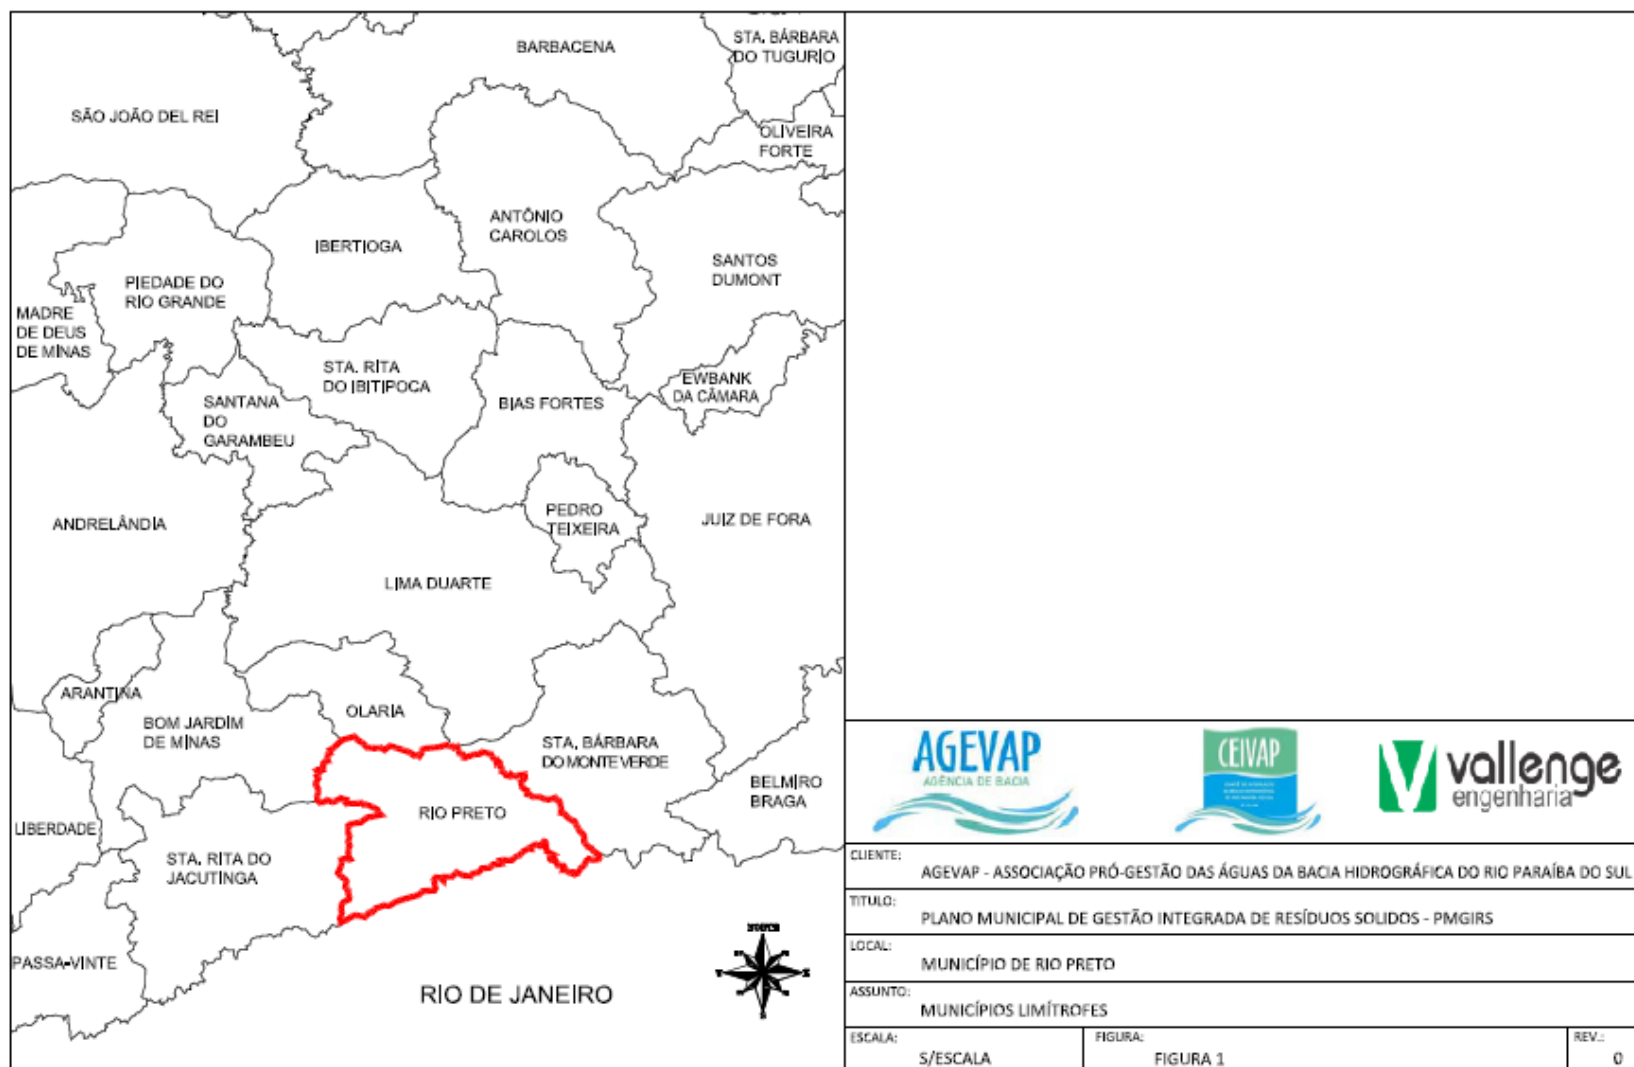 BARBACENA
STA. BÁRBARA
DO TUGURIO
SÃO JOÃO DEL REI
OLIVEIRA
FORTE
ANTÔNIO
CAROLOS
IBERTIOGA
SANTOS
DUMONT
PIEDADE DO
RIO GRANDE
MADRE
DE DEUS
DE MINAS
STA. RITA
DO IBITIPOCA
EWBANK
DA CÂMARA
SANTANA
DO
GARAMBEU
BIAS FORTES
ANDRELÂNDIA
PEDRO
TEIXEIRA
JUIZ DE FORA
LIMA DUARTE
ARANTINA
BOM JARDIM
DE MINAS
OLARIA
STA. BÁRBARA
DO MONTE VERDE
BELMIRO
BRAGA
RIO PRETO
LIBERDADE
STA. RITA DO
JACUTINGA
PASSA-VINTE
RIO DE JANEIRO
AGEVAP
AGÊNCIA DE BACIA
CEIVAP
vallenge
engenharia
CLIENTE:
AGEVAP - ASSOCIAÇÃO PRÓ-GESTÃO DAS ÁGUAS DA BACIA HIDROGRÁFICA DO RIO PARAÍBA DO SUL
TITULO:
PLANO MUNICIPAL DE GESTÃO INTEGRADA DE RESÍDUOS SOLIDOS - PMGIRS
LOCAL:
MUNICÍPIO DE RIO PRETO
ASSUNTO:
MUNICÍPIOS LIMÍTROFES
ESCALA:
S/ESCALA
FIGURA:
FIGURA 1
REV.:
0